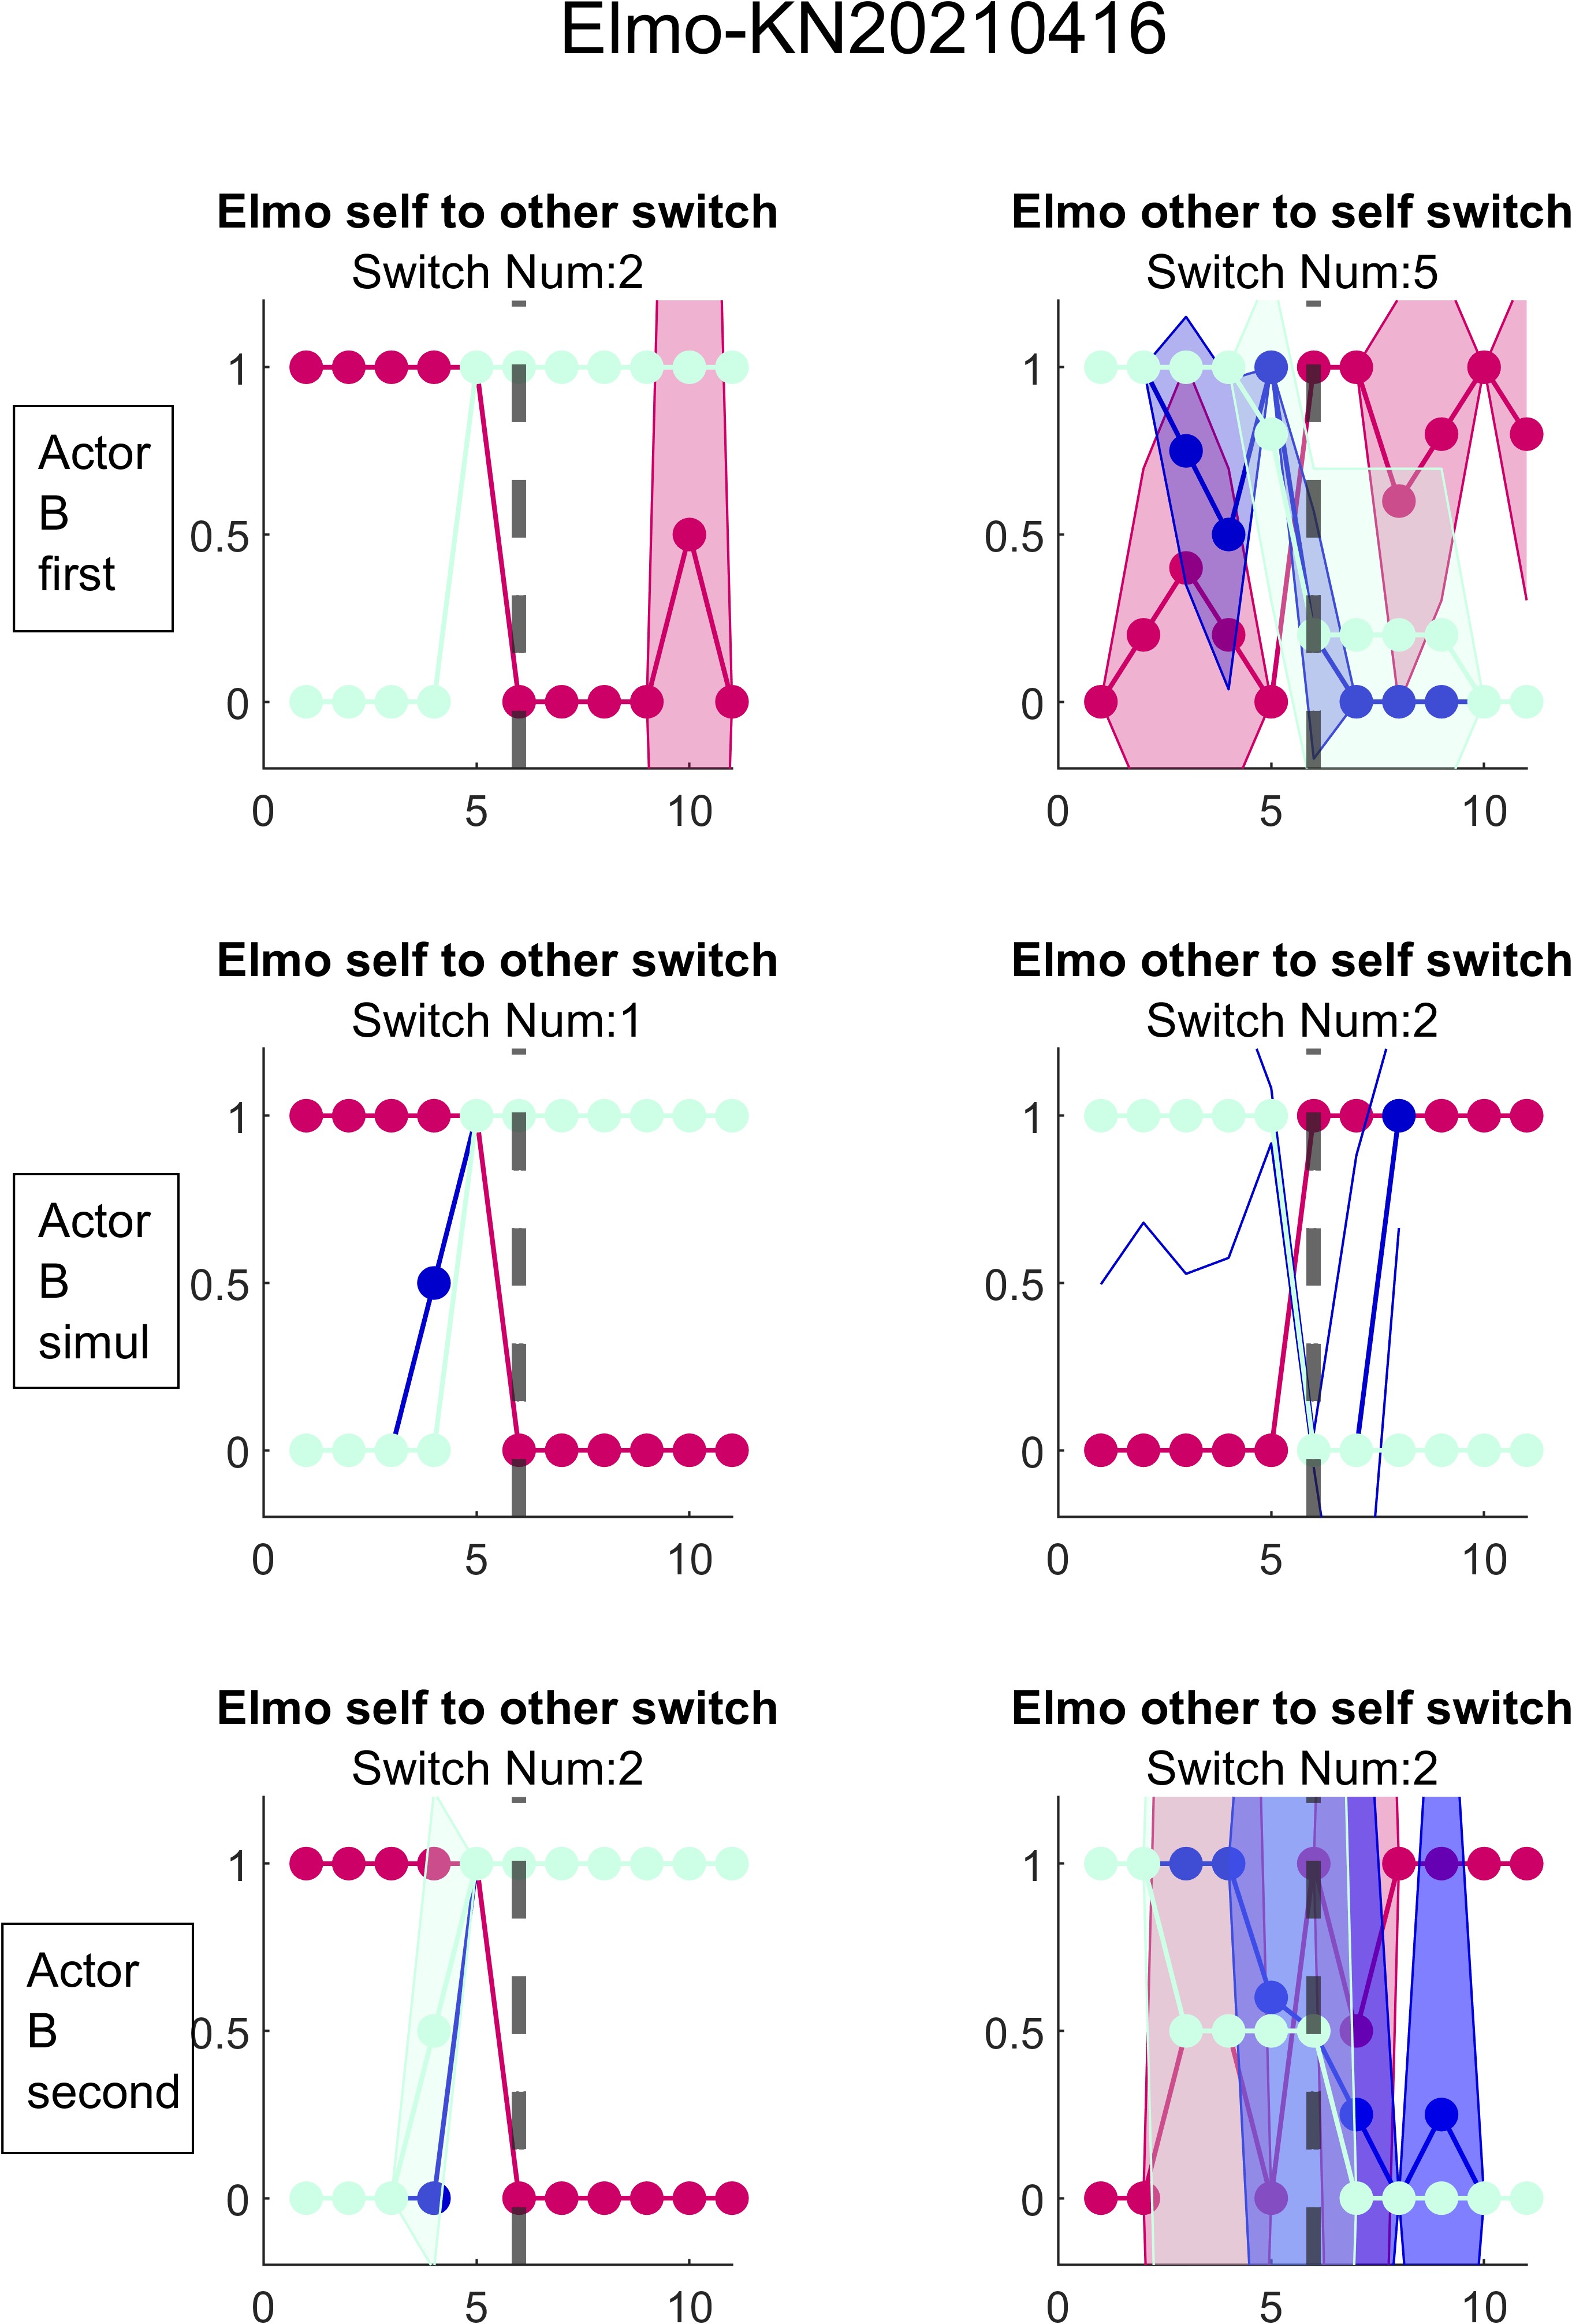 Elmo-KN20210416
Elmo self to other switch
Switch Num:2
Elmo other to self switch
Switch Num:5
Actor
B
first
1
0.5
0
0
5
10
1
0.5
0
0
5
10
Elmo self to other switch
Switch Num:1
Elmo other to self switch
Switch Num:2
Actor
B
simul
1
0.5
0
0
5
10
1
0.5
0
0
5
10
Elmo self to other switch
Switch Num:2
Elmo other to self switch
Switch Num:2
Actor
B
second
1
0.5
0
0
5
10
1
0.5
0
0
5
10